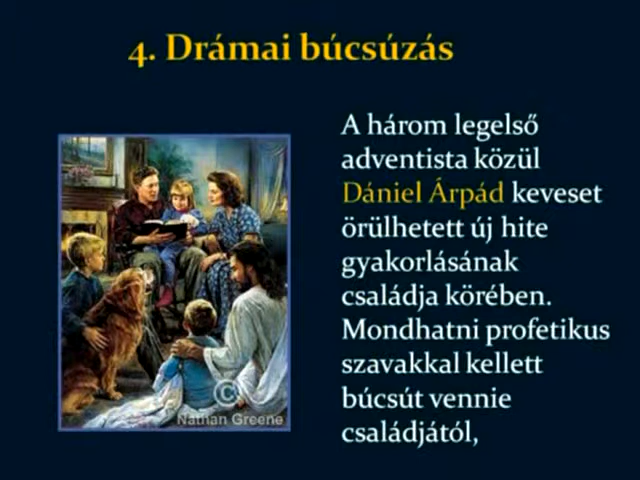 4. Drámai búcsúzás
A három legelső
adventista közül
Dániel Árpád keveset
örülhetett új hite
gyakorlásának
családja körében.
Mondhatni profetikus
szavakkal kellett
búcsút vennie
családjától,
©
Nathan Greene